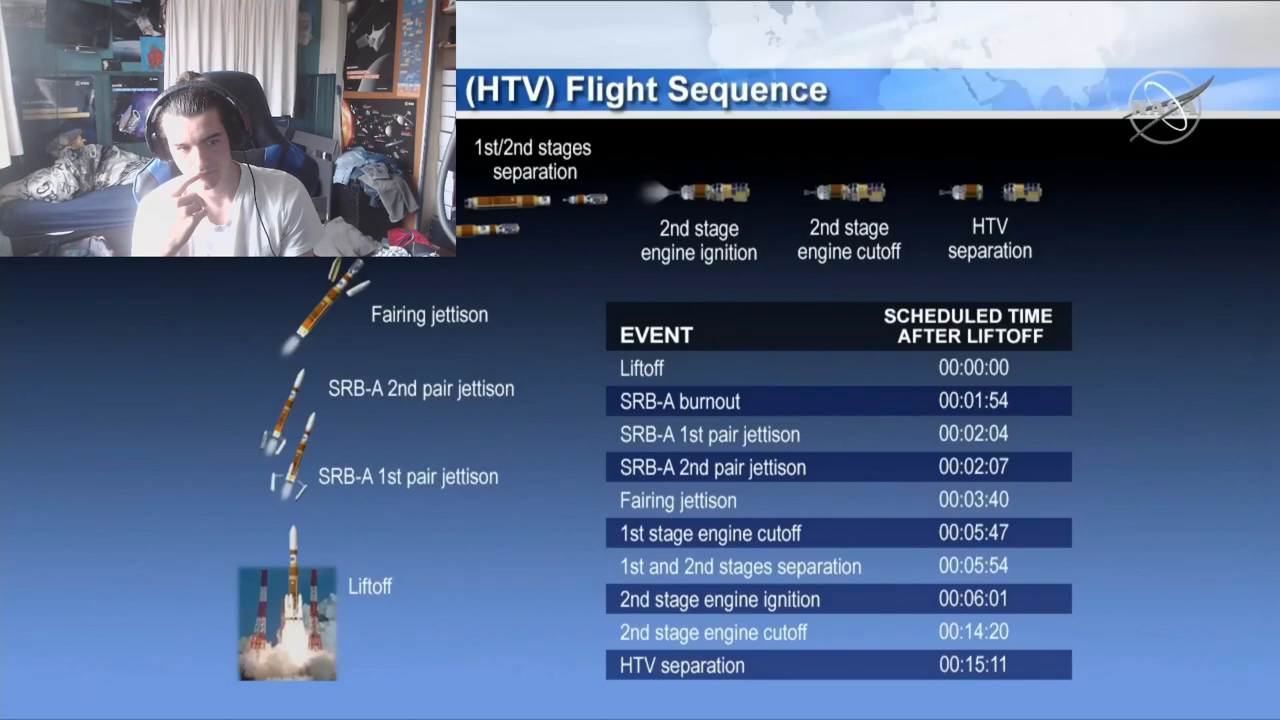 (HTV) Flight Sequence
NASA
1st/2nd stages
separation
2nd stage
engine ignition
2nd stage
engine cutoff
HTV
separation
Fairing jettison
SRB-A 2nd pair jettison
SRB-A 1st pair jettison
Liftoff
EVENT
SCHEDULED TIME
AFTER LIFTOFF
Liftoff 00:00:00
SRB-A burnout 00:01:54
SRB-A 1st pair jettison 00:02:04
SRB-A 2nd pair jettison 00:02:07
Fairing jettison 00:03:40
1st stage engine cutoff 00:05:47
1st and 2nd stages separation 00:05:54
2nd stage engine ignition 00:06:01
2nd stage engine cutoff 00:14:20
HTV separation 00:15:11